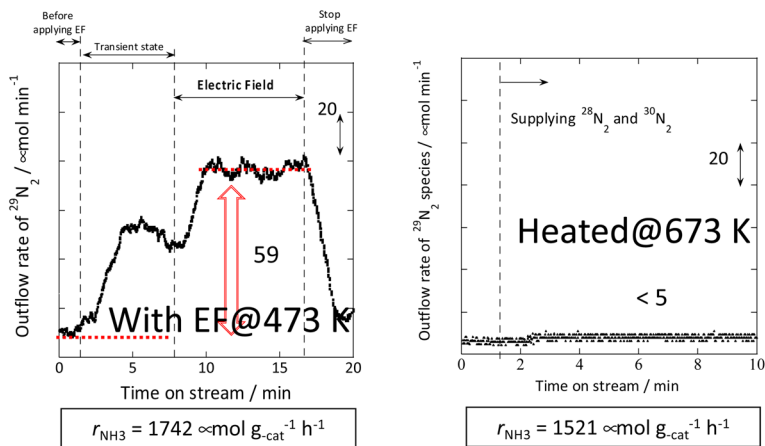 Before
applying EF
Transient state
Stop
applying EF
Electric Field
20
59
With EF@473 K
Outflow rate of ²⁹N₂ / ∝mol min⁻¹
0 5 10 15 20
Time on stream / min
r_NH3 = 1742 ∝mol g-cat⁻¹ h⁻¹
Supplying ²⁸N₂ and ³⁰N₂
20
Heated@673 K
< 5
Outflow rate of ²⁹N₂ species / ∝mol min⁻¹
0 2 4 6 8 10
Time on stream / min
r_NH3 = 1521 ∝mol g-cat⁻¹ h⁻¹